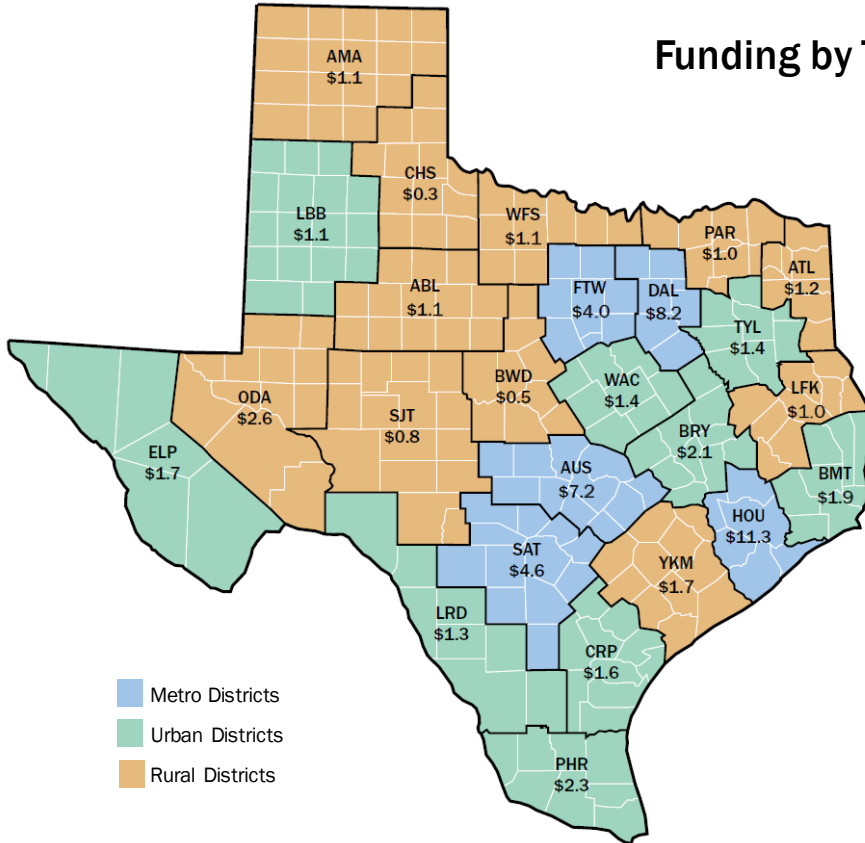 Funding by T
AMA
$1.1
CHS
$0.3
LBB
$1.1
WFS
$1.1
PAR
$1.0
ATL
$1.2
ABL
$1.1
FTW
$4.0
DAL
$8.2
TYL
$1.4
ODA
$2.6
SJT
$0.8
BWD
$0.5
WAC
$1.4
LFK
$1.0
ELP
$1.7
BRY
$2.1
AUS
$7.2
BMT
$1.9
HOU
$11.3
SAT
$4.6
YKM
$1.7
LRD
$1.3
CRP
$1.6
PHR
$2.3
Metro Districts
Urban Districts
Rural Districts